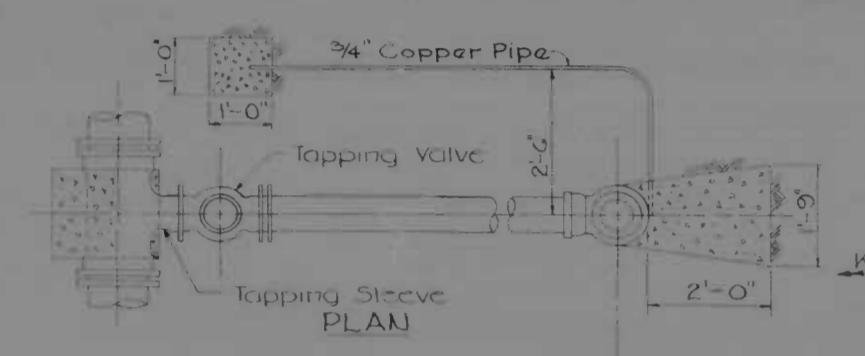 1'-0"
3/4" Copper Pipe
1'-0"
2'-6"
Tapping Valve
1'-9"
2'-0"
Tapping Sleeve
PLAN